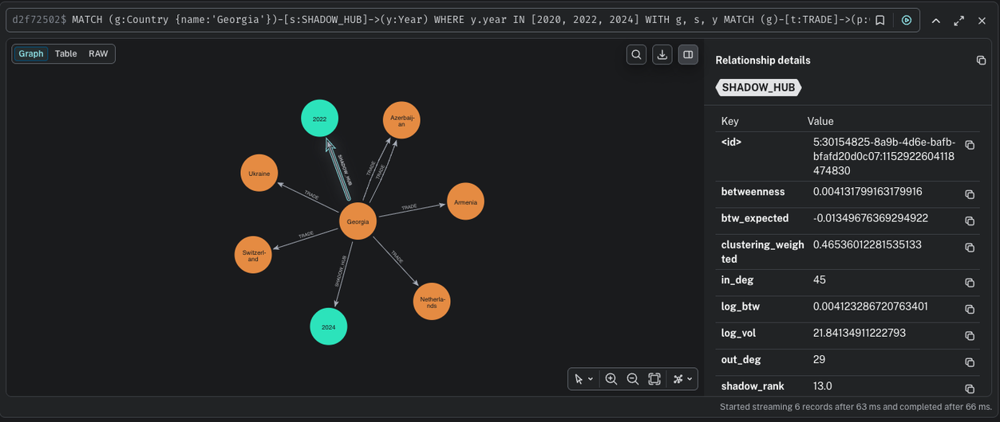 d2f72502$ MATCH (g:Country {name:'Georgia'})-[s:SHADOW_HUB]->(y:Year) WHERE y.year IN [2020, 2022, 2024] WITH g, s, y MATCH (g)-[t:TRADE]->(p:
Graph Table RAW
2022
Azerbaij-
an
SHADOW_HUB
TRADE
TRADE
Ukraine
TRADE
Armenia
TRADE
Georgia
TRADE
Switzerl-
and
SHADOW_HUB
TRADE
Netherla-
nds
2024
Relationship details
SHADOW_HUB
Key Value
<id> 5:30154825-8a9b-4d6e-bafb-
bfafd20d0c07:1152922604118
474830
betweenness 0.004131799163179916
btw_expected -0.01349676369294922
clustering_weigh 0.46536012281535133
ted
in_deg 45
log_btw 0.004123286720763401
log_vol 21.84134911222793
out_deg 29
shadow_rank 13.0
Started streaming 6 records after 63 ms and completed after 66 ms.